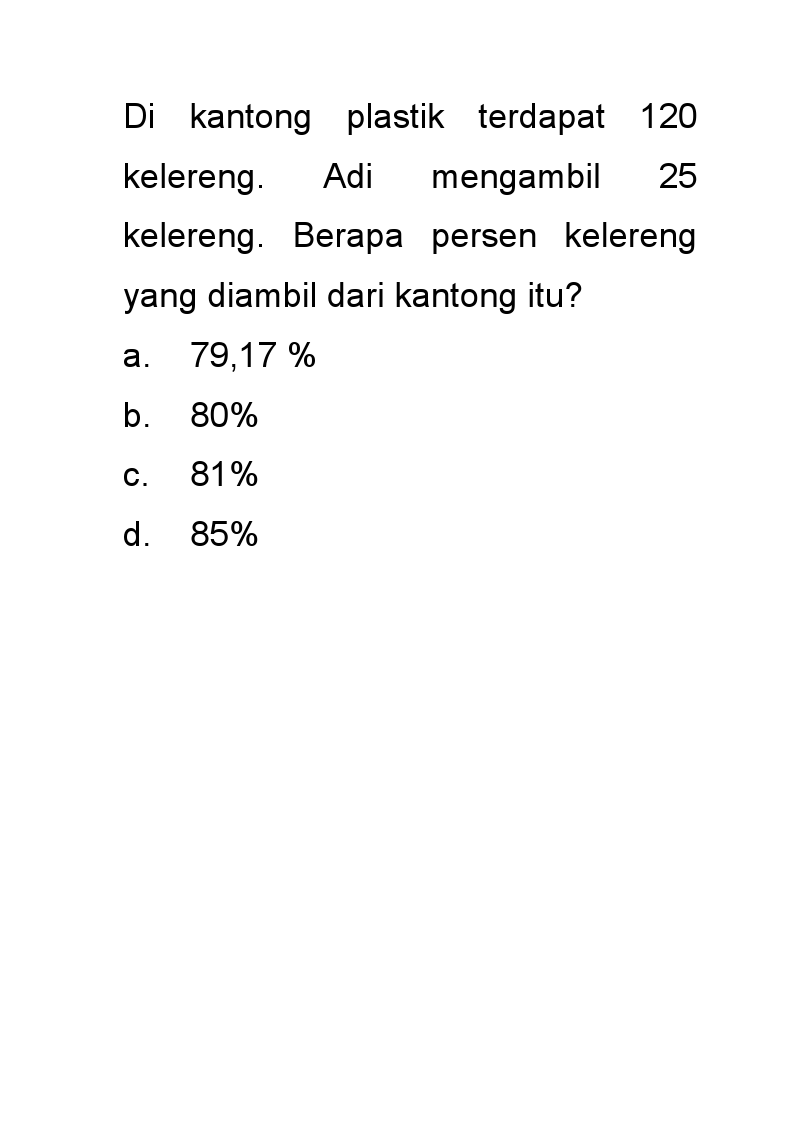 Di kantong plastik terdapat 120
kelereng. Adi mengambil 25
kelereng. Berapa persen kelereng
yang diambil dari kantong itu?
a. 79,17 %
b. 80%
c. 81%
d. 85%